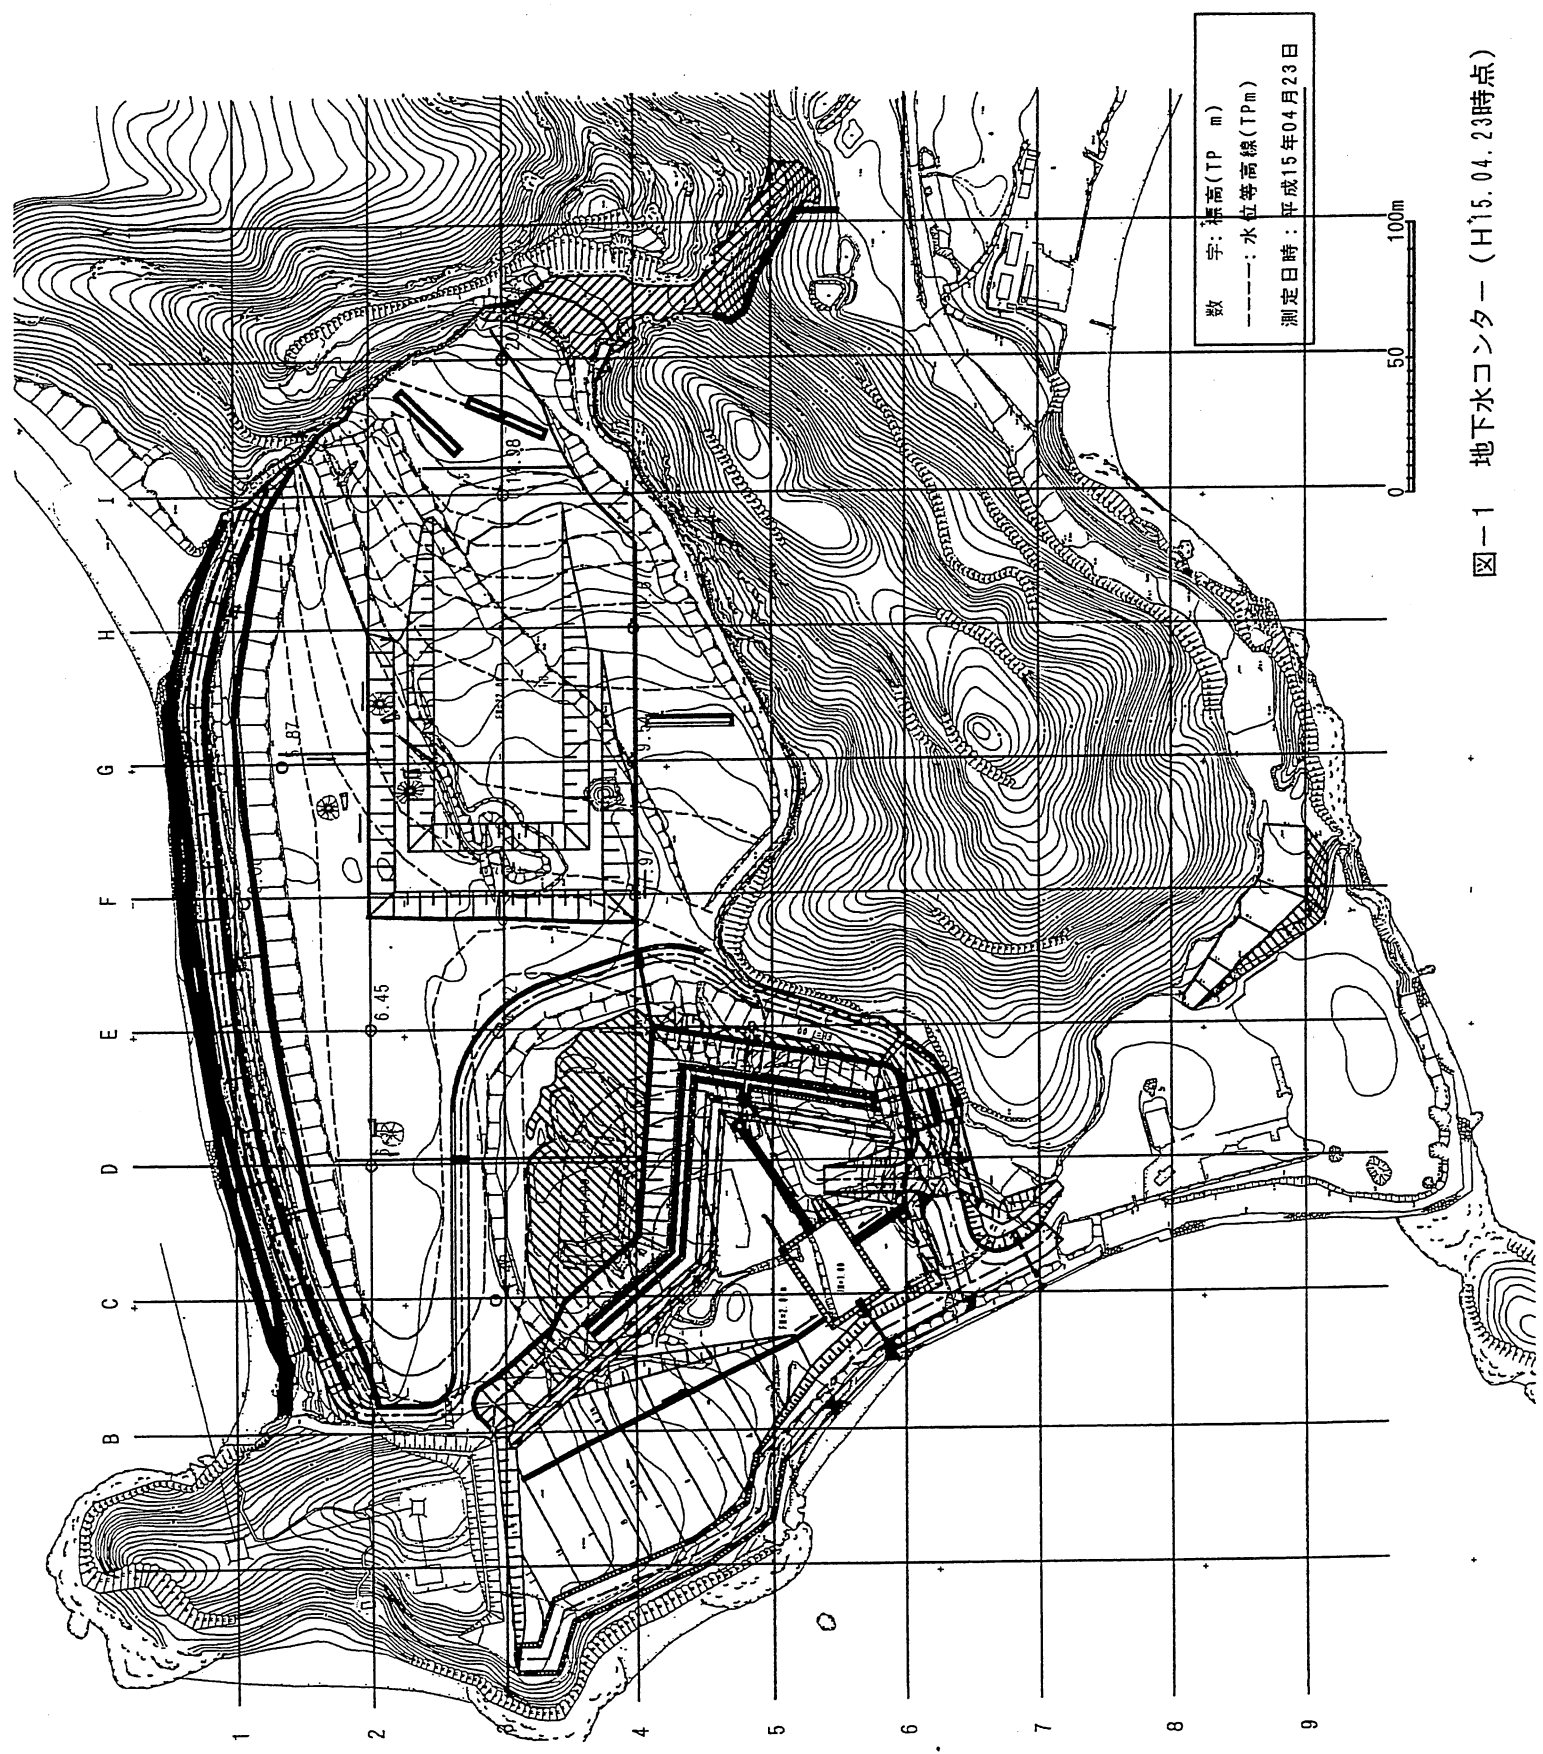 図-1 地下水コンター (H15.04.23時点)
数 字: 標高(TP m)
----: 水位等高線(TPm)
測定日時: 平成15年04月23日
0 50 100m
B C D E F G H I
1
2
3
4
5
6
7
8
9
6.45